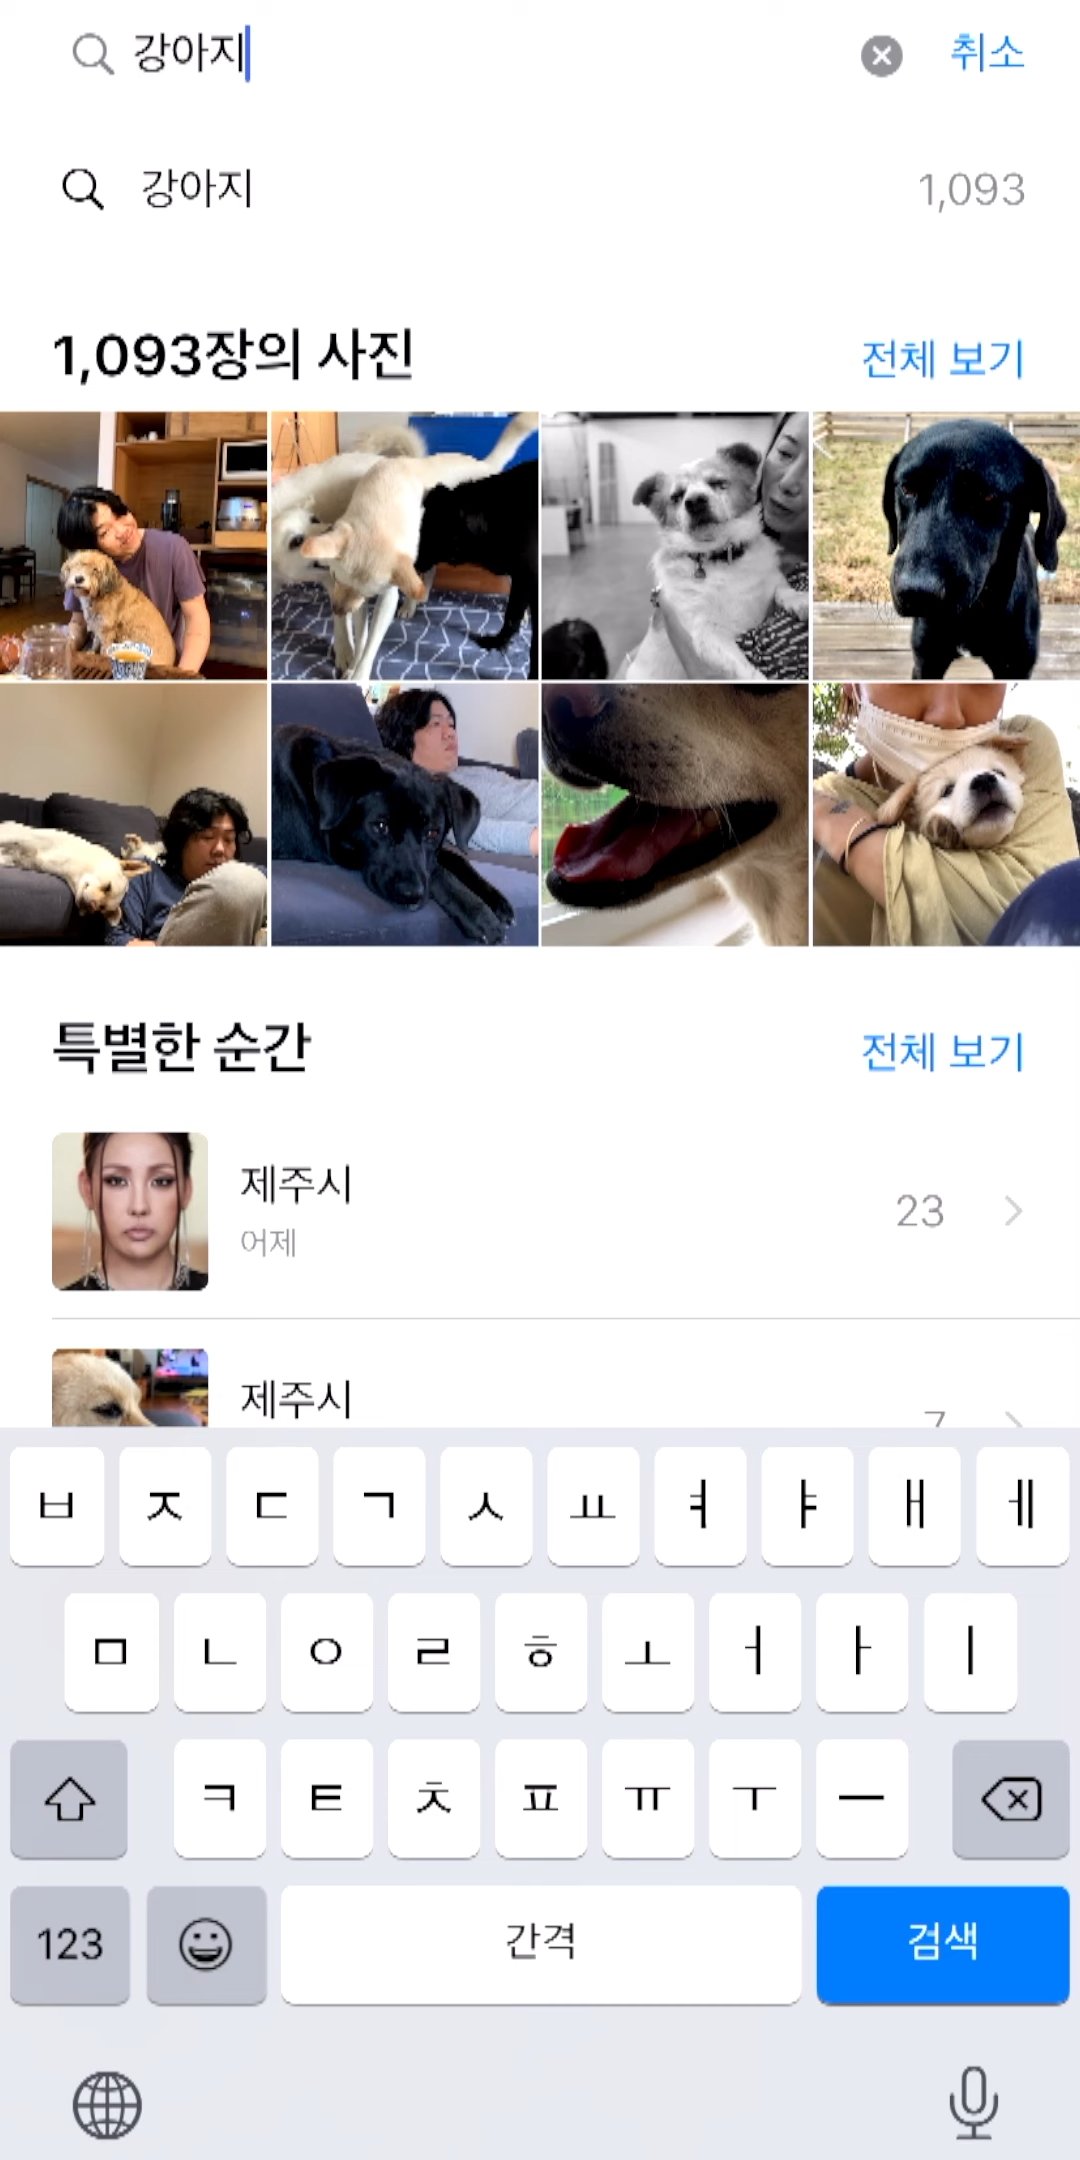 강아지
취소
강아지
1,093
1,093장의 사진
전체 보기
특별한 순간
전체 보기
제주시
23
어제
제주시
7
ㅂ ㅈ ㄷ ㄱ ㅅ ㅛ ㅕ ㅑ ㅐ ㅔ
ㅁ ㄴ ㅇ ㄹ ㅎ ㅗ ㅓ ㅏ ㅣ
ㅋ ㅌ ㅊ ㅍ ㅠ ㅜ ㅡ
123
간격
검색